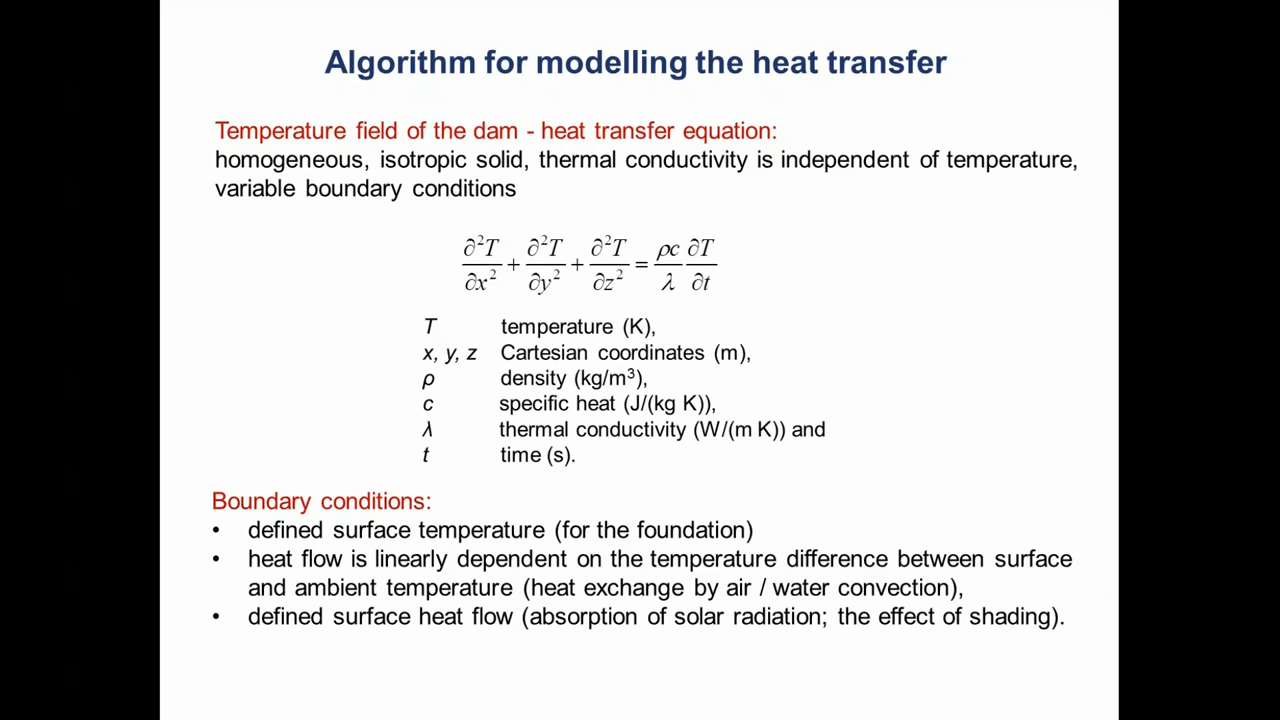 Algorithm for modelling the heat transfer
Temperature field of the dam - heat transfer equation:
homogeneous, isotropic solid, thermal conductivity is independent of temperature,
variable boundary conditions
∂²T/∂x² + ∂²T/∂y² + ∂²T/∂z² = ρc/λ ∂T/∂t
T temperature (K),
x, y, z Cartesian coordinates (m),
ρ density (kg/m³),
c specific heat (J/(kg K)),
λ thermal conductivity (W/(m K)) and
t time (s).
Boundary conditions:
• defined surface temperature (for the foundation)
• heat flow is linearly dependent on the temperature difference between surface
and ambient temperature (heat exchange by air / water convection),
• defined surface heat flow (absorption of solar radiation; the effect of shading).